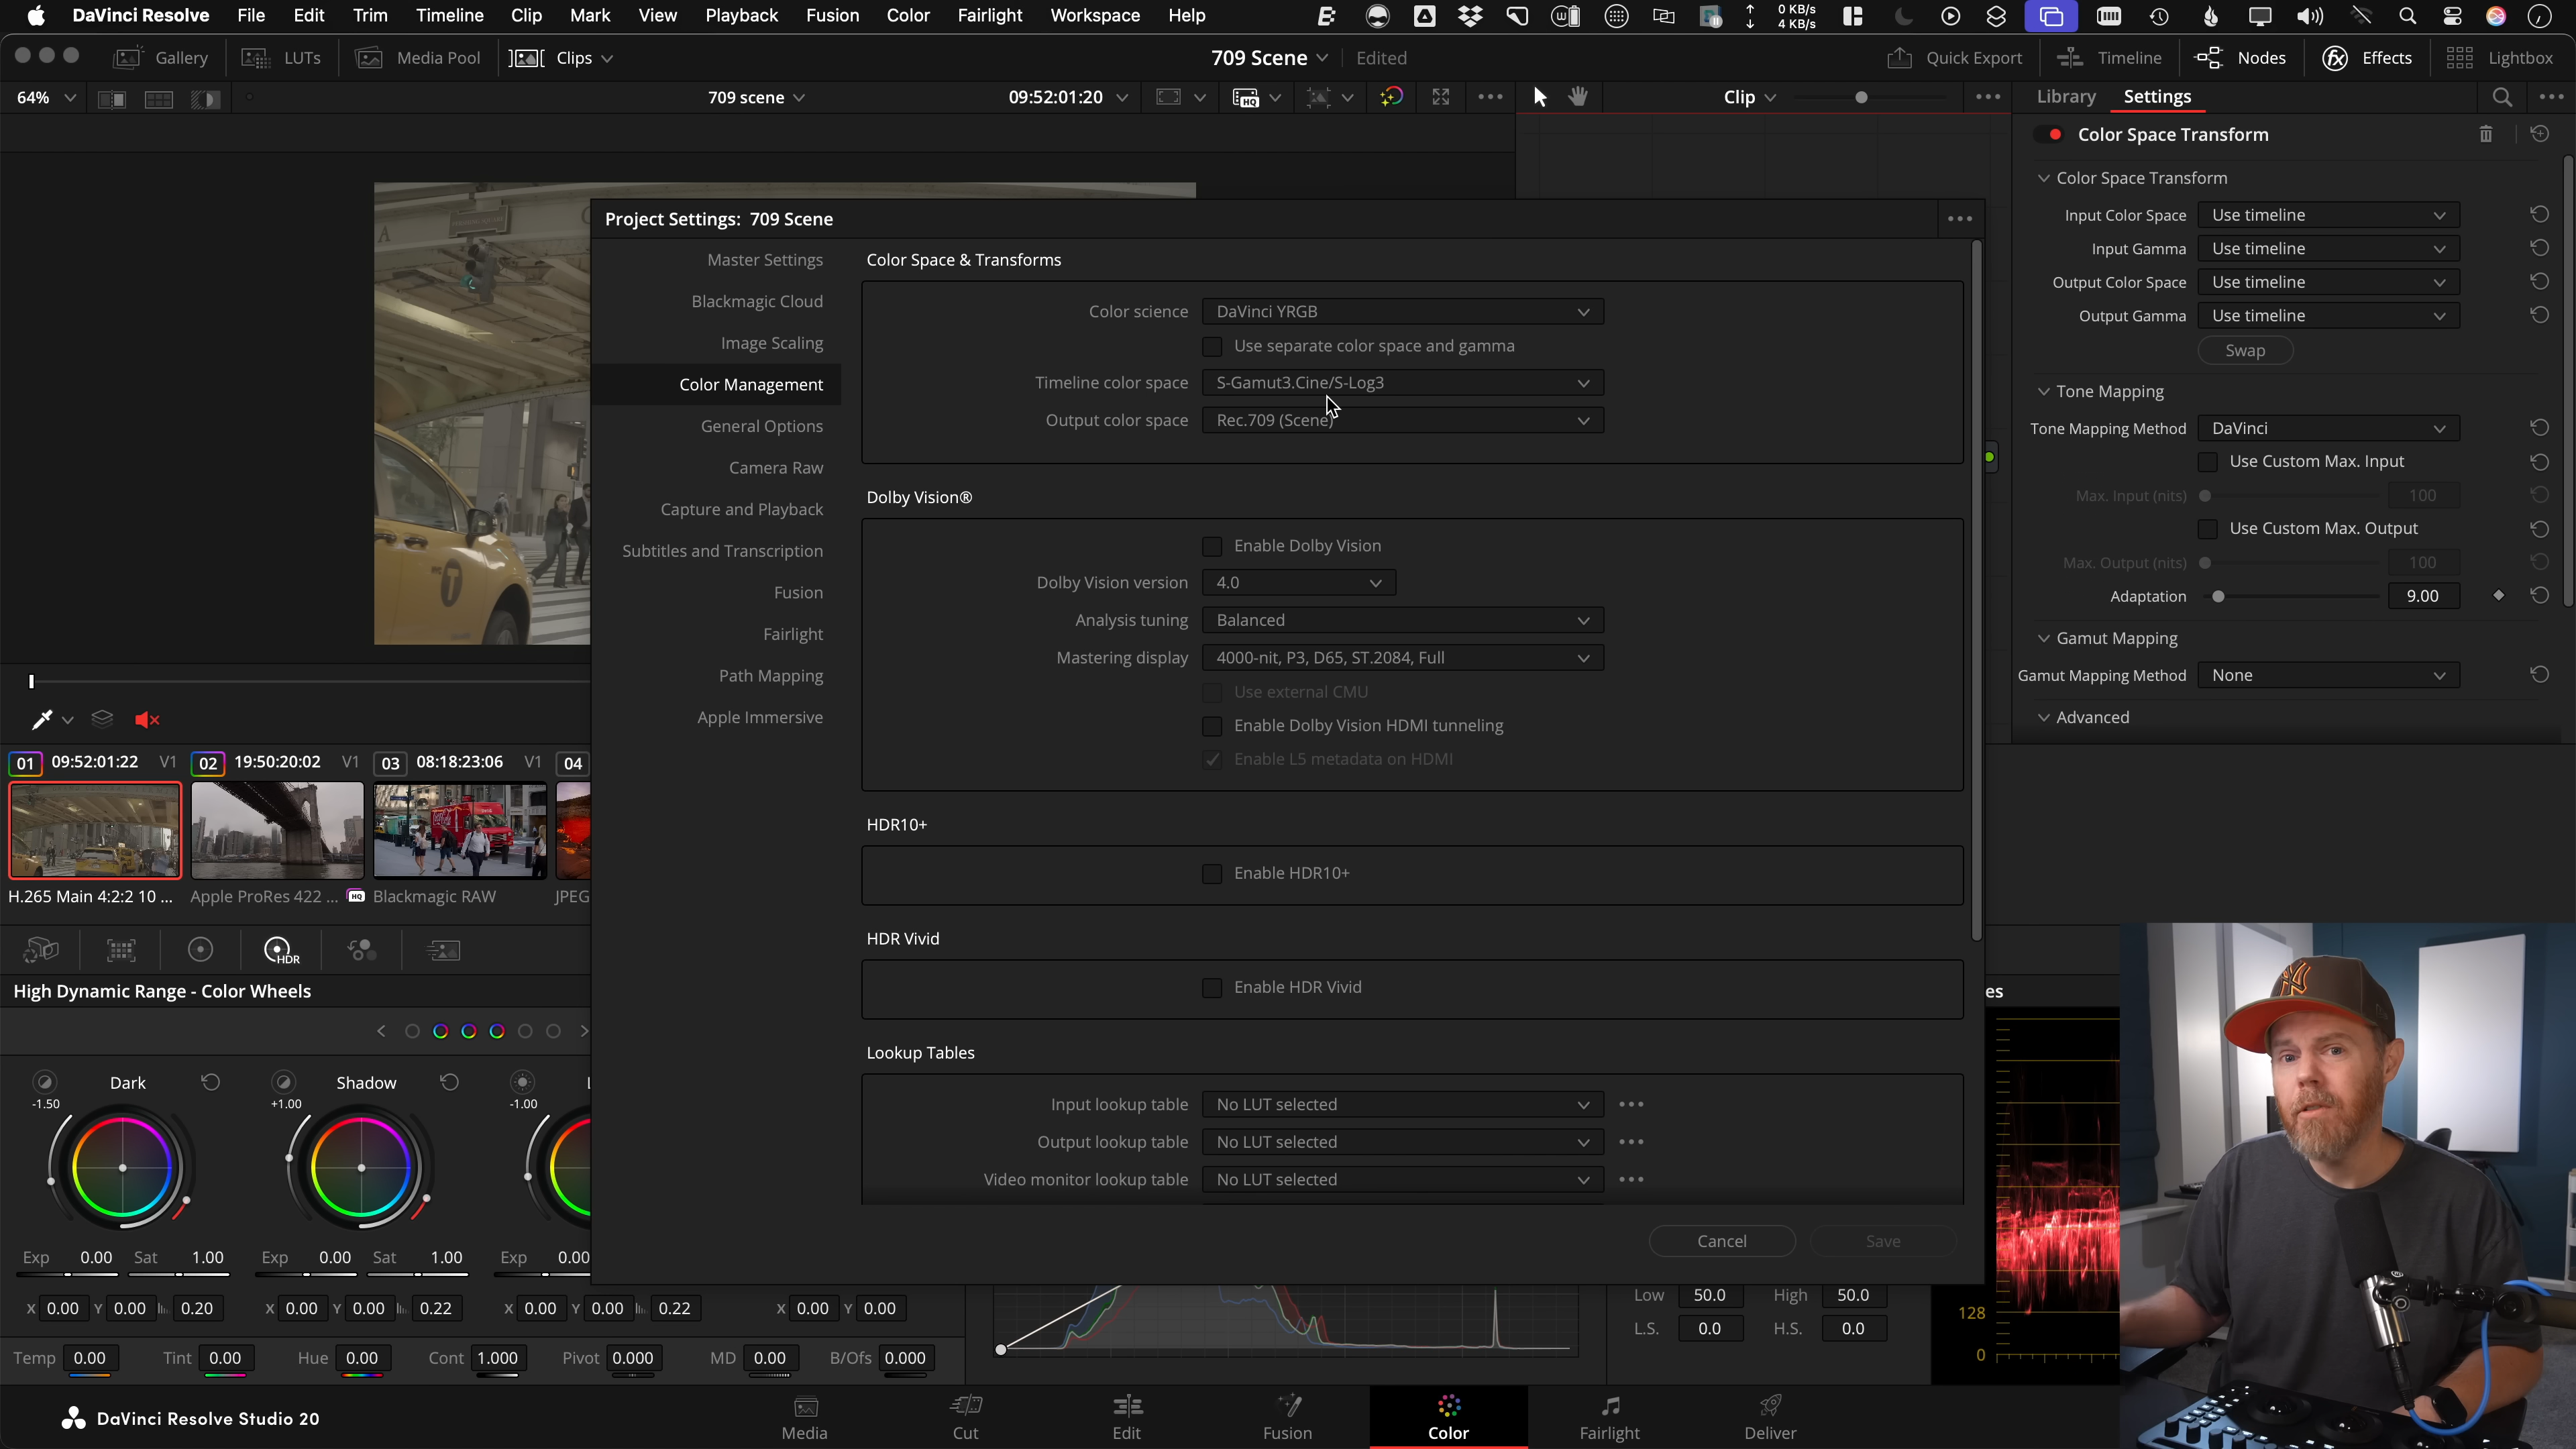 DaVinci Resolve File Edit Trim Timeline Clip Mark View Playback Fusion Color Fairlight Workspace Help 0 KB/s 4 KB/s
Gallery LUTs Media Pool Clips 709 Scene Edited Quick Export Timeline Nodes Effects Lightbox
64% 709 scene 09:52:01:20 HQ Clip Library Settings
Color Space Transform
Color Space Transform
Input Color Space Use timeline
Input Gamma Use timeline
Output Color Space Use timeline
Output Gamma Use timeline
Swap
Tone Mapping
Tone Mapping Method DaVinci
Use Custom Max. Input
Max. Input (nits) 100
Use Custom Max. Output
Max. Output (nits) 100
Adaptation 9.00
Gamut Mapping
Gamut Mapping Method None
Advanced
Project Settings: 709 Scene
Master Settings
Blackmagic Cloud
Image Scaling
Color Management
General Options
Camera Raw
Capture and Playback
Subtitles and Transcription
Fusion
Fairlight
Path Mapping
Apple Immersive
Color Space & Transforms
Color science DaVinci YRGB
Use separate color space and gamma
Timeline color space S-Gamut3.Cine/S-Log3
Output color space Rec.709 (Scene)
Dolby Vision®
Enable Dolby Vision
Dolby Vision version 4.0
Analysis tuning Balanced
Mastering display 4000-nit, P3, D65, ST.2084, Full
Use external CMU
Enable Dolby Vision HDMI tunneling
Enable L5 metadata on HDMI
HDR10+
Enable HDR10+
HDR Vivid
Enable HDR Vivid
Lookup Tables
Input lookup table No LUT selected
Output lookup table No LUT selected
Video monitor lookup table No LUT selected
Cancel Save
A
T
01 09:52:01:22 V1 02 19:50:20:02 V1 03 08:18:23:06 V1 04
H.265 Main 4:2:2 10 ... Apple ProRes 422 ... HQ Blackmagic RAW JPEG
HDR
High Dynamic Range - Color Wheels
es
Dark Shadow L
-1.50 +1.00 -1.00
Exp 0.00 Sat 1.00 Exp 0.00 Sat 1.00 Exp 0.00
X 0.00 Y 0.00 0.20 X 0.00 Y 0.00 0.22 X 0.00 Y 0.00 0.22 X 0.00 Y 0.00
Temp 0.00 Tint 0.00 Hue 0.00 Cont 1.000 Pivot 0.000 MD 0.00 B/Ofs 0.000
Low 50.0 High 50.0
L.S. 0.0 H.S. 0.0
128
0
NY
DaVinci Resolve Studio 20
Media Cut Edit Fusion Color Fairlight Deliver